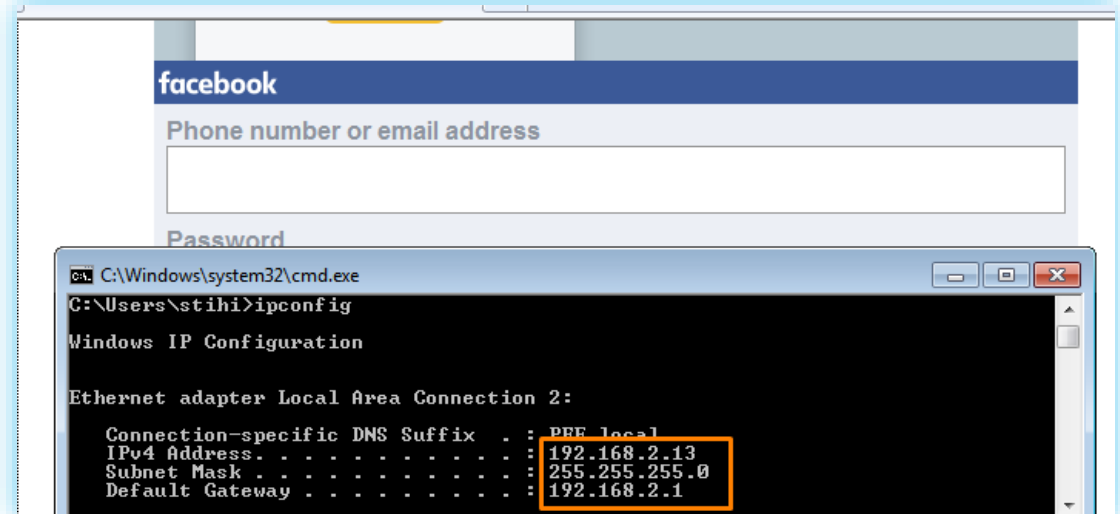 facebook
Phone number or email address
Password
C:\Windows\system32\cmd.exe
C:\Users\stihi>ipconfig
Windows IP Configuration
Ethernet adapter Local Area Connection 2:
Connection-specific DNS Suffix . : PFE.local
IPv4 Address. . . . . . . . . . . : 192.168.2.13
Subnet Mask . . . . . . . . . . . : 255.255.255.0
Default Gateway . . . . . . . . . : 192.168.2.1